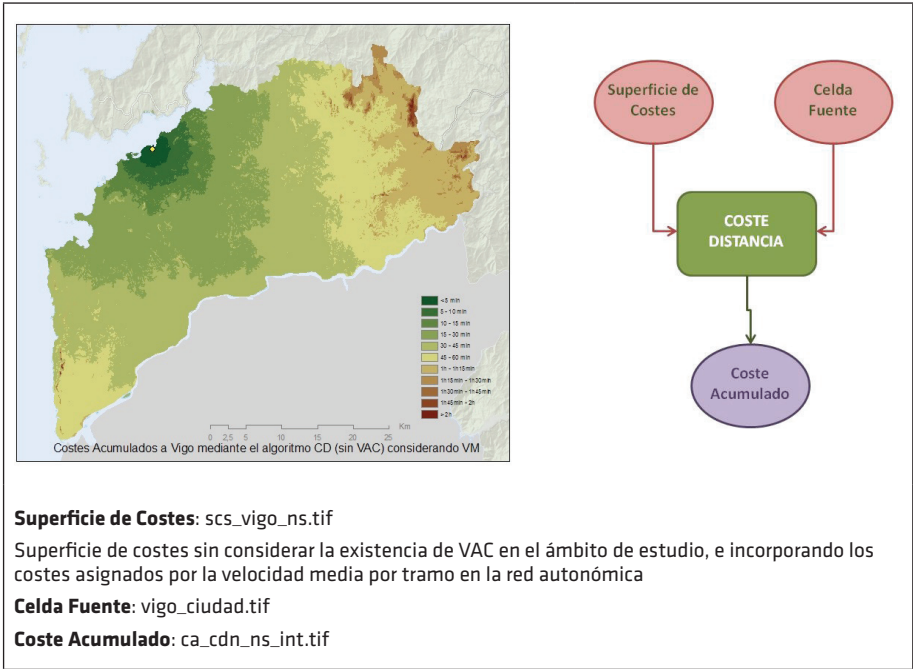 Superficie de
Costes
Celda
Fuente
COSTE
DISTANCIA
Coste
Acumulado
<5 min
5 - 10 min
10 - 15 min
15 - 30 min
30 - 45 min
45 - 60 min
1h - 1h15min
1h15min - 1h30min
1h30min - 1h45min
1h45min - 2h
>2h
Km
0 2,5 5 10 15 20 25
Costes Acumulados a Vigo mediante el algoritmo CD (sin VAC) considerando VM
Superficie de Costes: scs_vigo_ns.tif
Superficie de costes sin considerar la existencia de VAC en el ámbito de estudio, e incorporando los
costes asignados por la velocidad media por tramo en la red autonómica
Celda Fuente: vigo_ciudad.tif
Coste Acumulado: ca_cdn_ns_int.tif